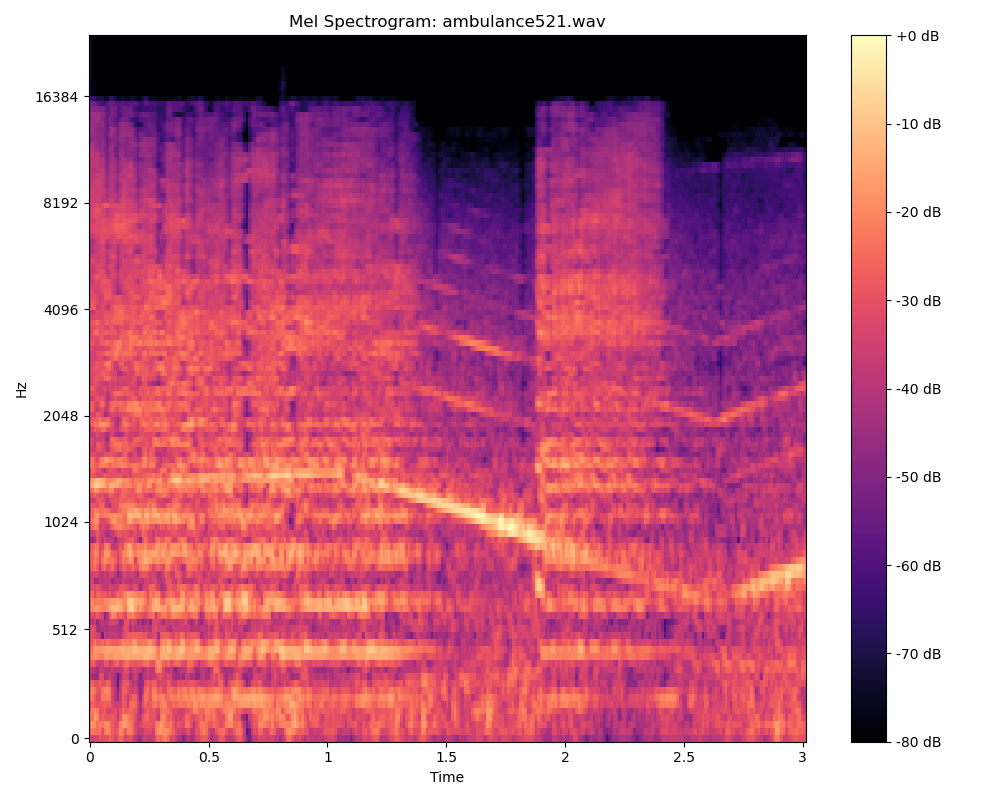 Mel Spectrogram: ambulance521.wav
+0 dB
16384
-10 dB
-20 dB
8192
-30 dB
4096
-40 dB
Hz
2048
-50 dB
1024
-60 dB
512
-70 dB
0
-80 dB
0 0.5 1 1.5 2 2.5 3
Time